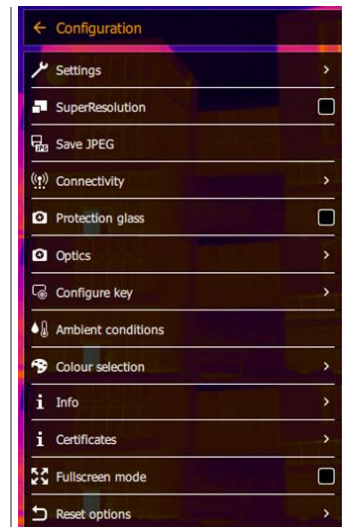 Configuration
Settings
SuperResolution
Save JPEG
Connectivity
Protection glass
Optics
Configure key
Ambient conditions
Colour selection
Info
Certificates
Fullscreen mode
Reset options